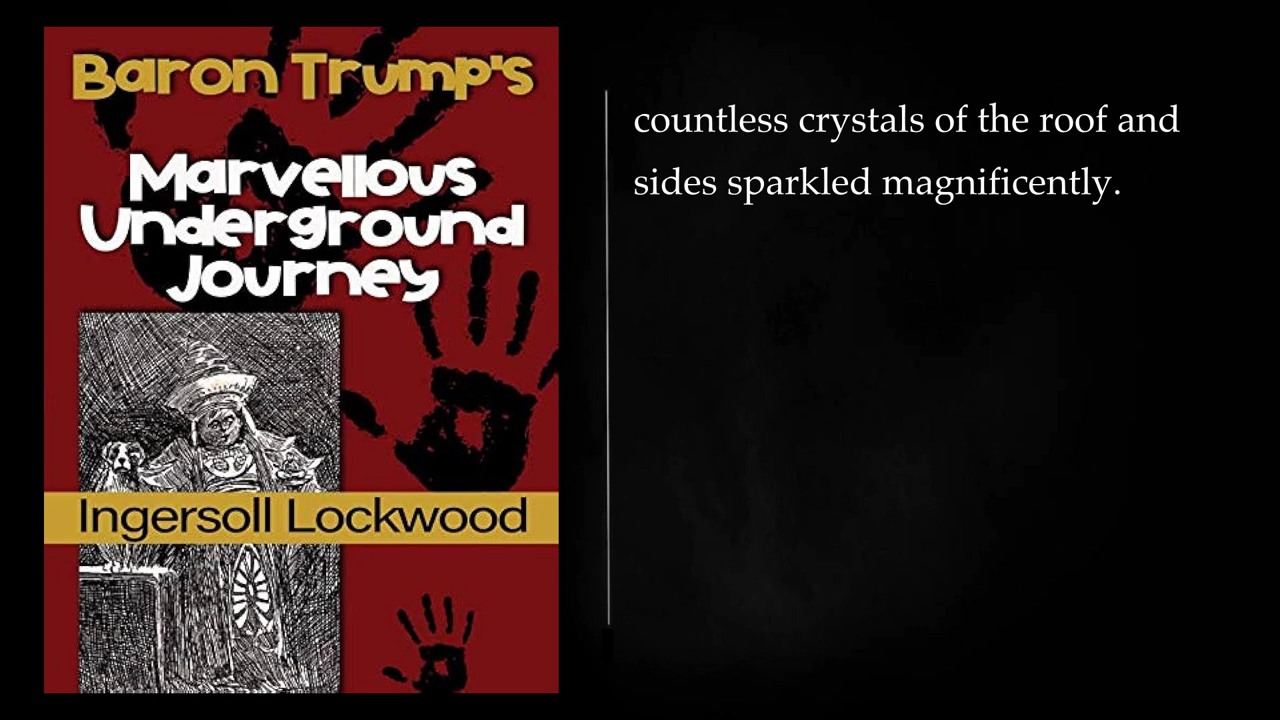 Baron Trump's
Marvellous
Underground
Journey
Ingersoll Lockwood
countless crystals of the roof and
sides sparkled magnificently.